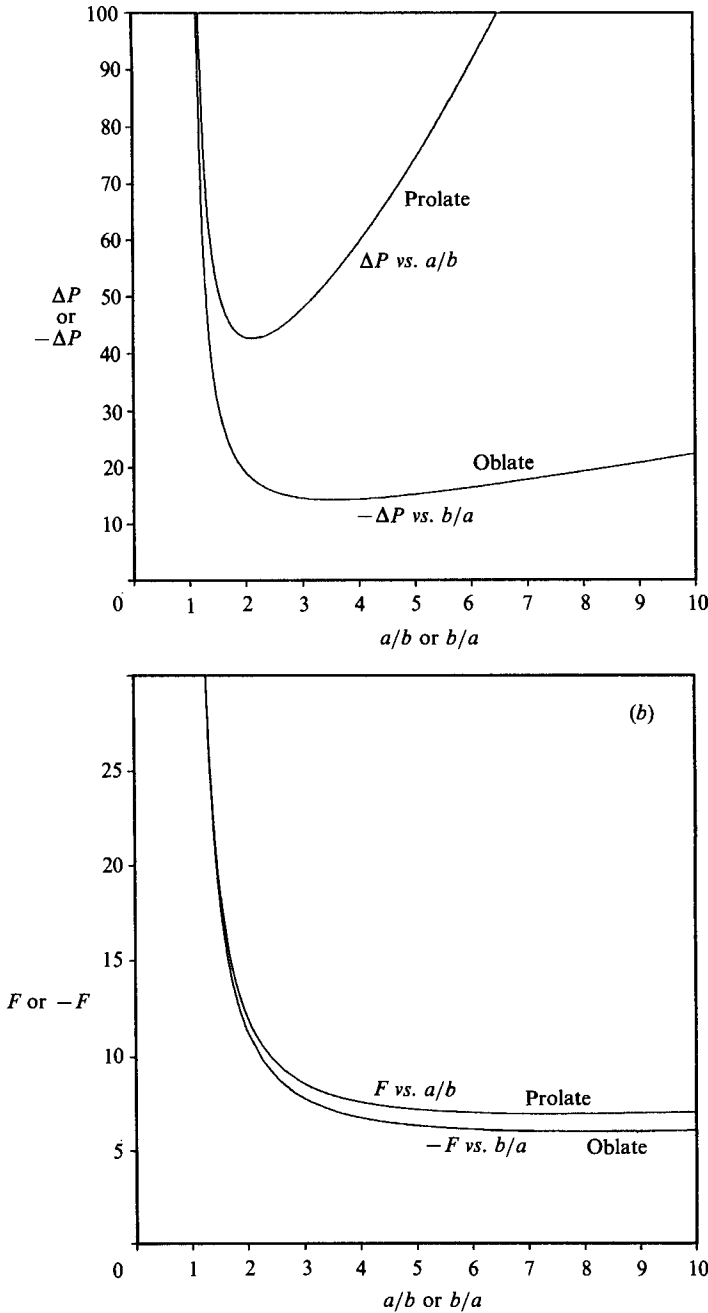 100
90
80
70
60
50
40
30
20
10
0
ΔP
or
−ΔP
Prolate
ΔP vs. a/b
Oblate
−ΔP vs. b/a
1 2 3 4 5 6 7 8 9 10
a/b or b/a
(b)
25
20
15
10
5
0
F or −F
F vs. a/b
Prolate
−F vs. b/a
Oblate
1 2 3 4 5 6 7 8 9 10
a/b or b/a